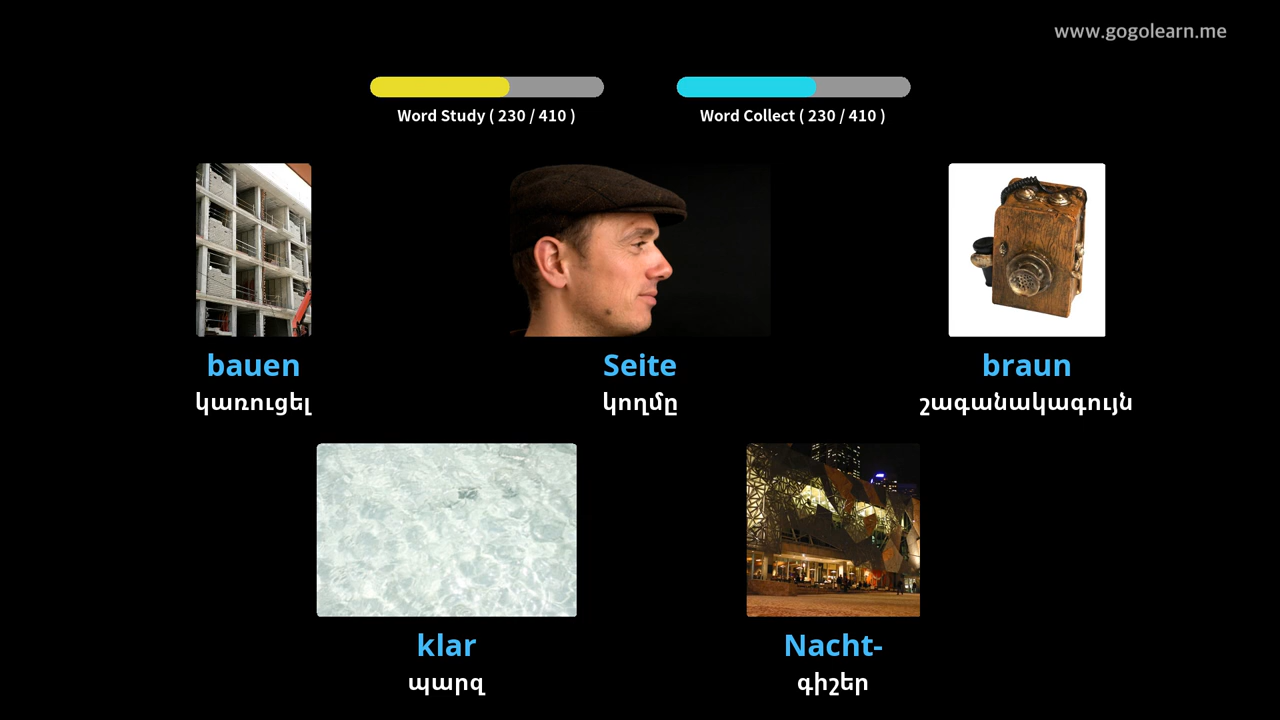 www.gogolearn.me
Word Study ( 230 / 410 )
Word Collect ( 230 / 410 )
bauen
կառուցել
Seite
կողմը
braun
շագանակագույն
klar
պարզ
Nacht-
գիշեր